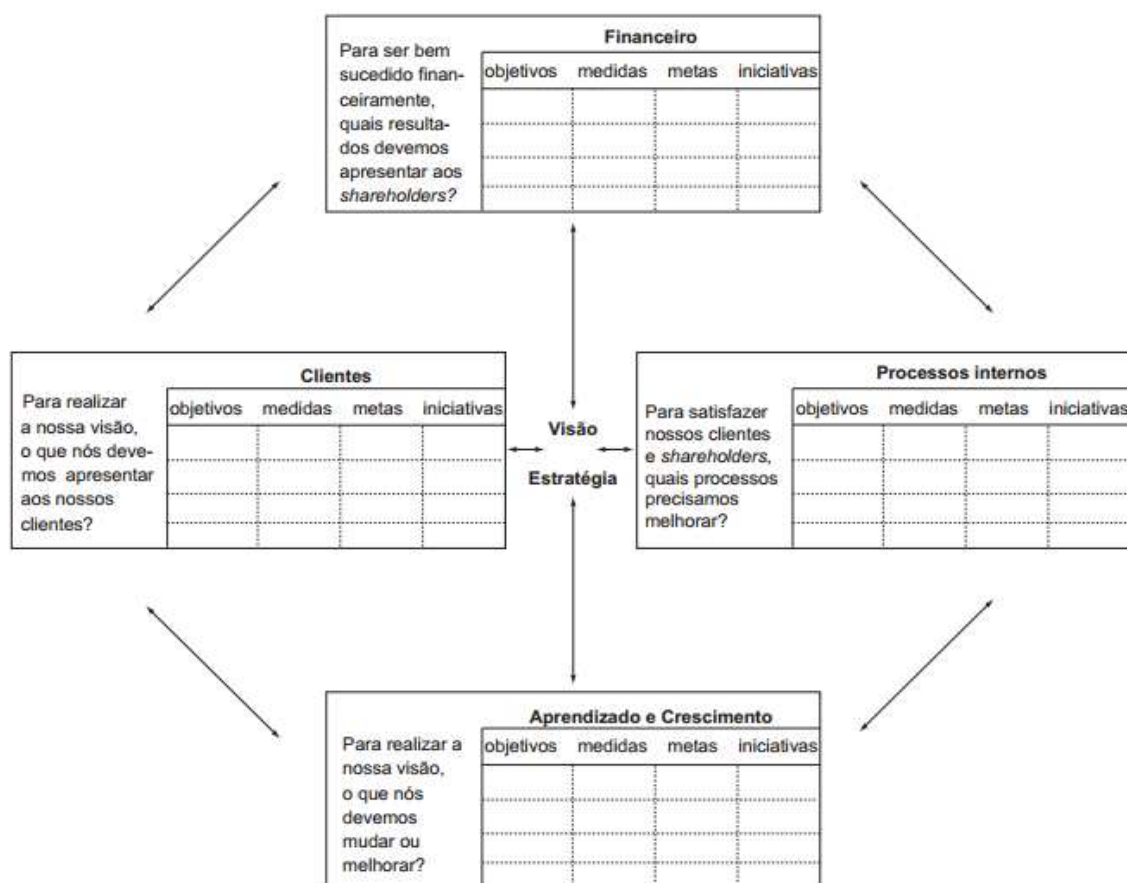 Financeiro
Para ser bem
sucedido finan-
ceiramente,
quais resulta-
dos devemos
apresentar aos
shareholders?
objetivos medidas metas iniciativas
Clientes
Para realizar
a nossa visão,
o que nós deve-
mos apresentar
aos nossos
clientes?
objetivos medidas metas iniciativas
Visão
Estratégia
Processos internos
Para satisfazer
nossos clientes
e shareholders,
quais processos
precisamos
melhorar?
objetivos medidas metas iniciativas
Aprendizado e Crescimento
Para realizar a
nossa visão,
o que nós
devemos
mudar ou
melhorar?
objetivos medidas metas iniciativas